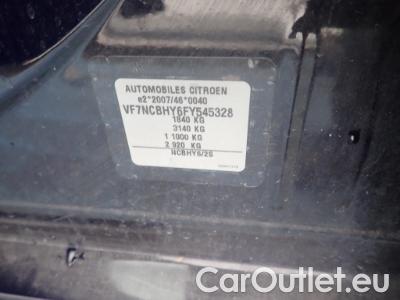 AUTOMOBILES CITROEN
e2*2007/46*0040
VF7NCBHY6FY545328
1840 KG
3140 KG
1 1000 KG
2 920 KG
NCBHY6/2S
CarOutlet.eu